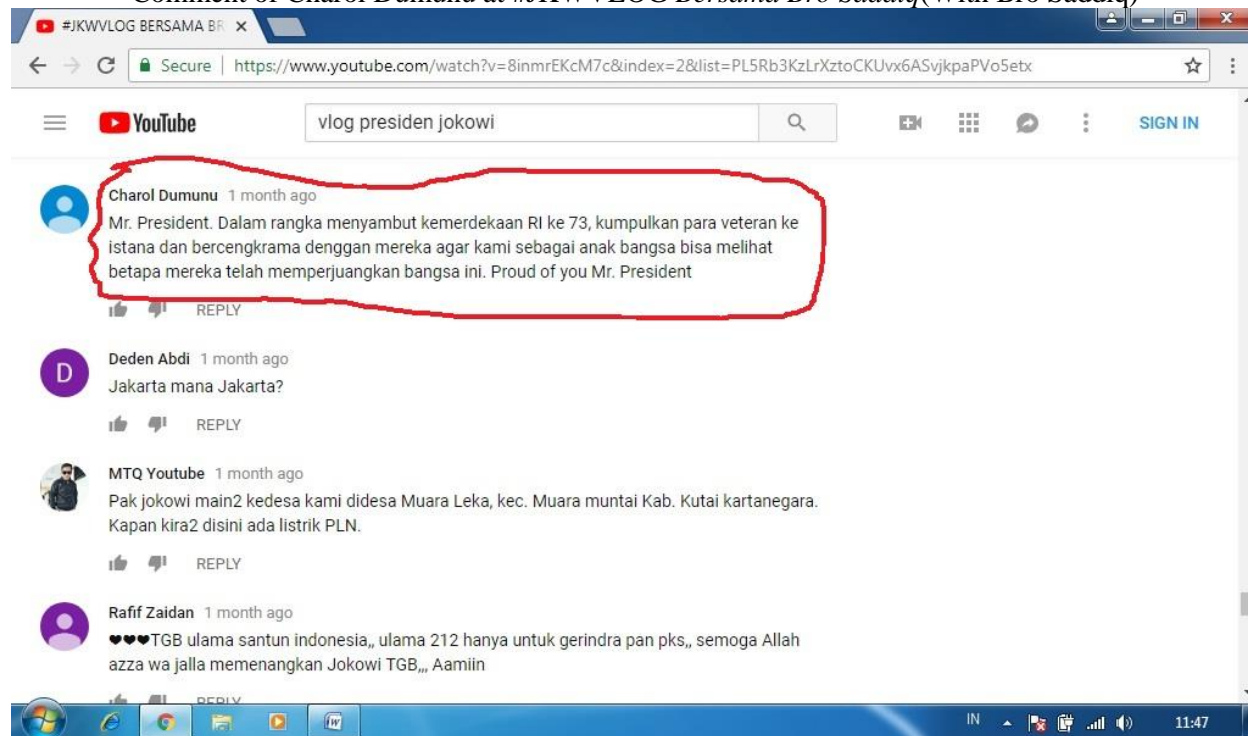 Comment of Charol Dumunu at #JKWVLOG Bersama Bro Saddiq(With Bro Saddiq)
#JKWVLOG BERSAMA BR
Secure | https://www.youtube.com/watch?v=8inmrEKcM7c&index=2&list=PL5Rb3KzLrXztoCKUvx6ASvjkpaPVo5etx
YouTube
vlog presiden jokowi
SIGN IN
Charol Dumunu 1 month ago
Mr. President. Dalam rangka menyambut kemerdekaan RI ke 73, kumpulkan para veteran ke
istana dan bercengkrama denggan mereka agar kami sebagai anak bangsa bisa melihat
betapa mereka telah memperjuangkan bangsa ini. Proud of you Mr. President
REPLY
D
Deden Abdi 1 month ago
Jakarta mana Jakarta?
REPLY
MTQ Youtube 1 month ago
Pak jokowi main2 kedesa kami didesa Muara Leka, kec. Muara muntai Kab. Kutai kartanegara.
Kapan kira2 disini ada listrik PLN.
REPLY
Rafif Zaidan 1 month ago
♥♥♥TGB ulama santun indonesia,, ulama 212 hanya untuk gerindra pan pks,, semoga Allah
azza wa jalla memenangkan Jokowi TGB,,, Aamiin
REPLY
IN
11:47